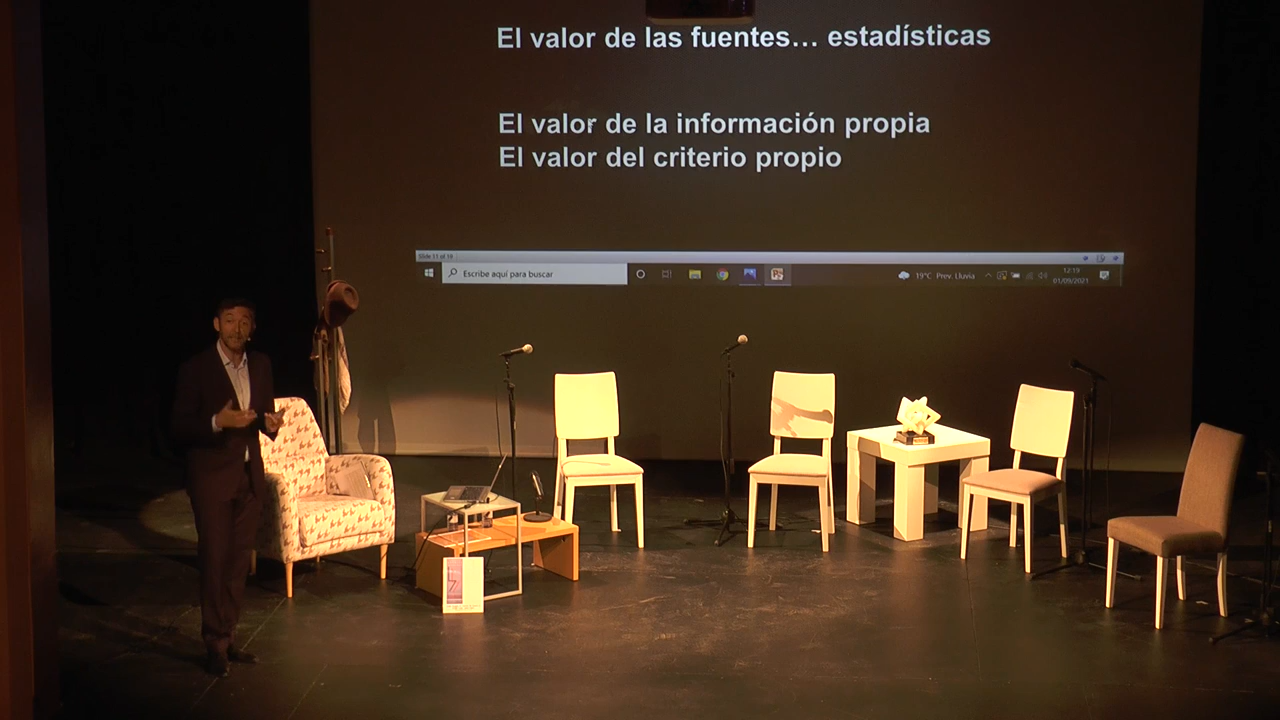 El valor de las fuentes... estadísticas
El valor de la información propia
El valor del criterio propio
Slide 11 of 19
Escribe aquí para buscar
19°C Prev. Lluvia
12:19
01/09/2021